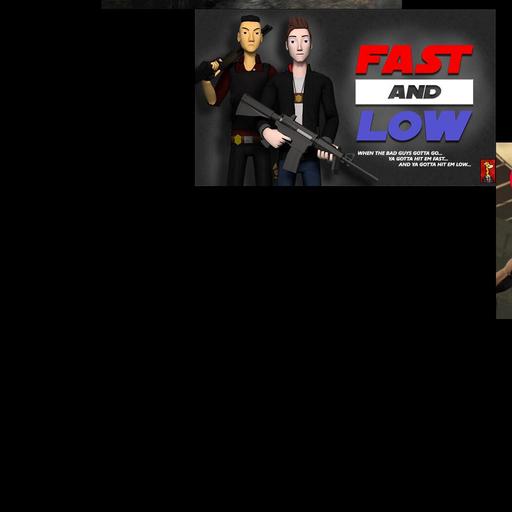 FAST
AND
LOW
WHEN THE BAD GUYS GOTTA GO...
YA GOTTA HIT EM FAST...
AND YA GOTTA HIT EM LOW...